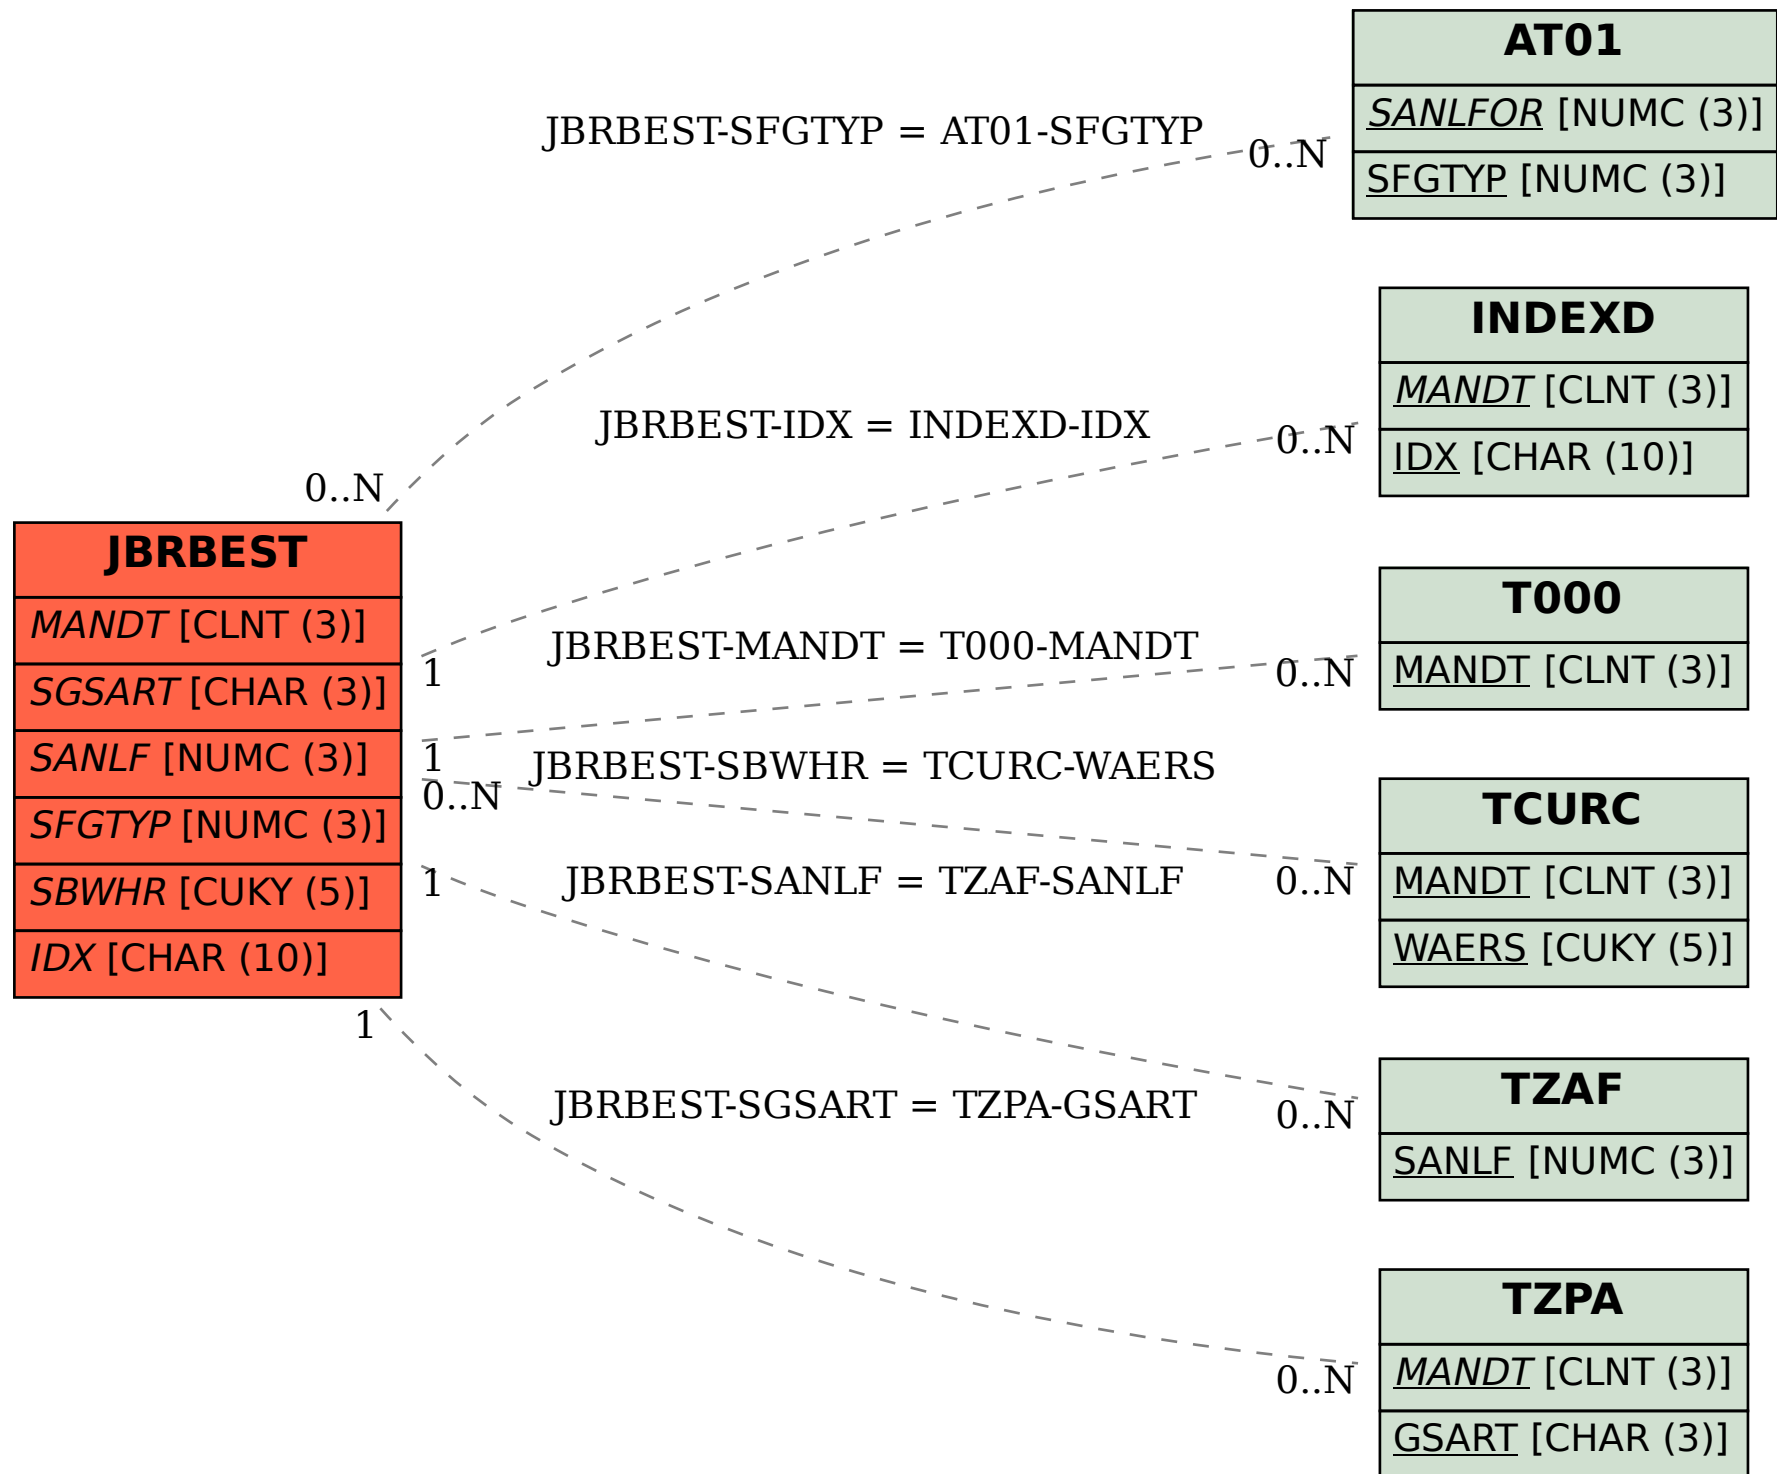 AT01
SANLFOR [NUMC (3)]
SFGTYP [NUMC (3)]
JBRBEST-SFGTYP = AT01-SFGTYP
0..N
0..N
INDEXD
MANDT [CLNT (3)]
IDX [CHAR (10)]
JBRBEST-IDX = INDEXD-IDX
0..N
1
JBRBEST
MANDT [CLNT (3)]
SGSART [CHAR (3)]
SANLF [NUMC (3)]
SFGTYP [NUMC (3)]
SBWHR [CUKY (5)]
IDX [CHAR (10)]
T000
MANDT [CLNT (3)]
JBRBEST-MANDT = T000-MANDT
0..N
1
JBRBEST-SBWHR = TCURC-WAERS
0..N
0..N
TCURC
MANDT [CLNT (3)]
WAERS [CUKY (5)]
JBRBEST-SANLF = TZAF-SANLF
1
0..N
TZAF
SANLF [NUMC (3)]
JBRBEST-SGSART = TZPA-GSART
1
0..N
TZPA
MANDT [CLNT (3)]
GSART [CHAR (3)]